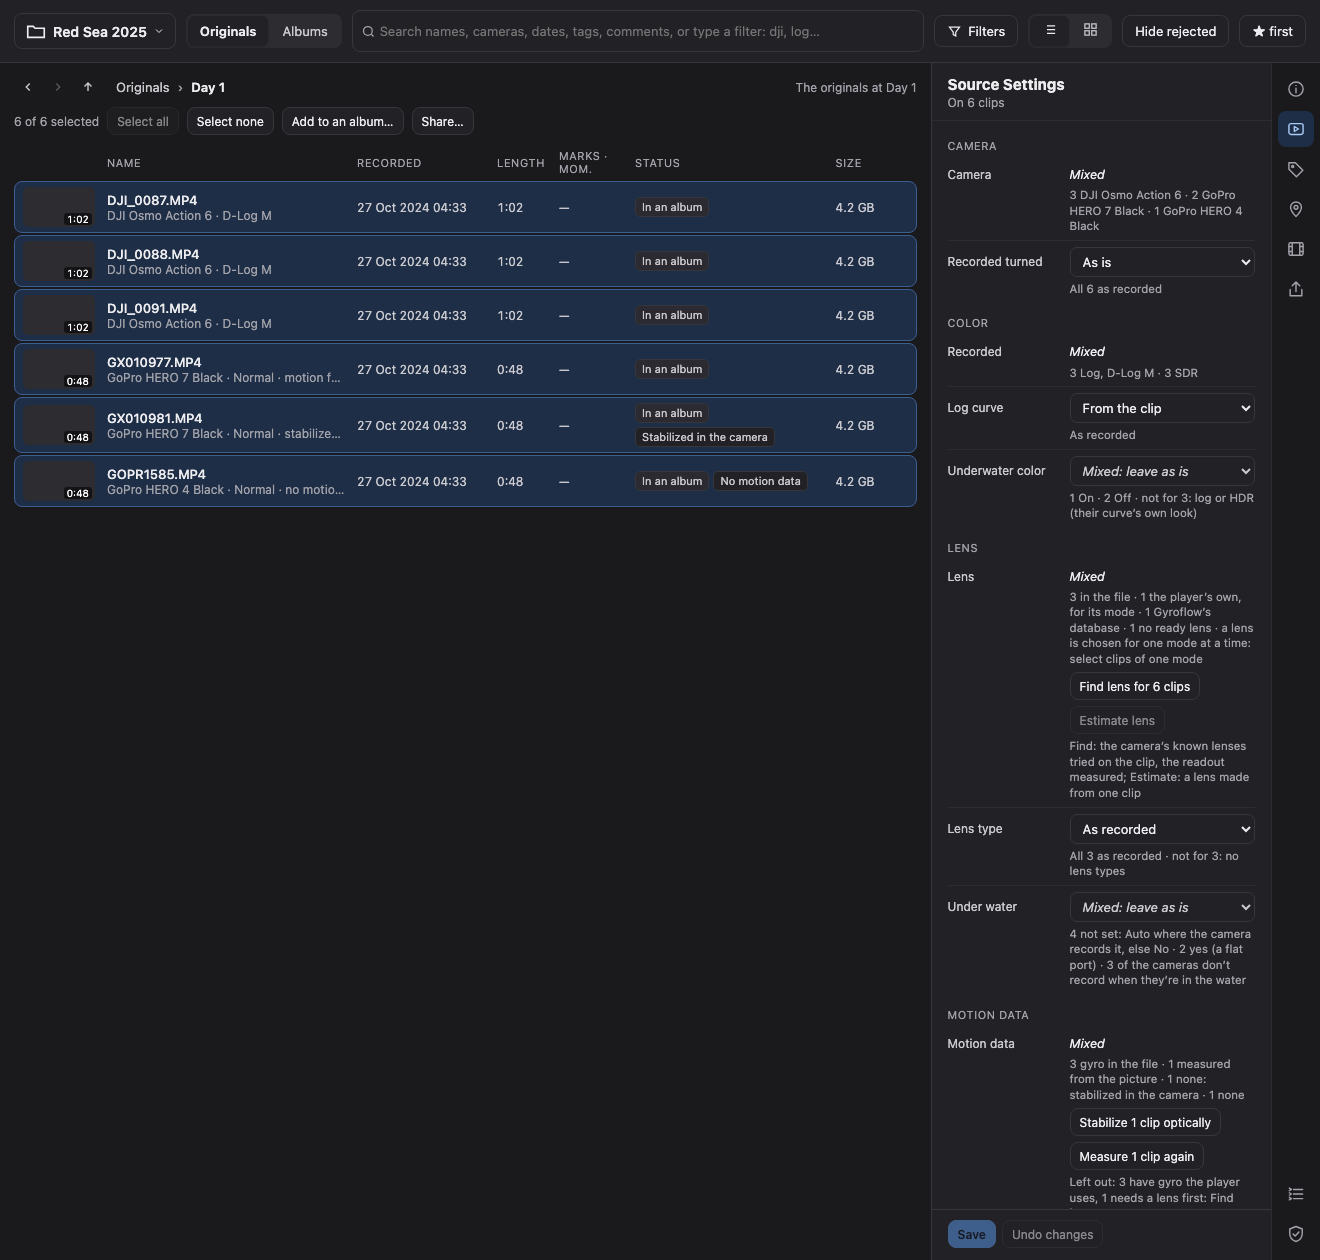 Red Sea 2025
Originals
Albums
Search names, cameras, dates, tags, comments, or type a filter: dji, log...
Filters
Hide rejected
★ first
Originals › Day 1
The originals at Day 1
6 of 6 selected
Select all
Select none
Add to an album...
Share...
NAME
RECORDED
LENGTH
MARKS ·
MOM.
STATUS
SIZE
1:02
DJI_0087.MP4
DJI Osmo Action 6 · D-Log M
27 Oct 2024 04:33
1:02
—
In an album
4.2 GB
1:02
DJI_0088.MP4
DJI Osmo Action 6 · D-Log M
27 Oct 2024 04:33
1:02
—
In an album
4.2 GB
1:02
DJI_0091.MP4
DJI Osmo Action 6 · D-Log M
27 Oct 2024 04:33
1:02
—
In an album
4.2 GB
0:48
GX010977.MP4
GoPro HERO 7 Black · Normal · motion f...
27 Oct 2024 04:33
0:48
—
In an album
4.2 GB
0:48
GX010981.MP4
GoPro HERO 7 Black · Normal · stabilize...
27 Oct 2024 04:33
0:48
—
In an album
Stabilized in the camera
4.2 GB
0:48
GOPR1585.MP4
GoPro HERO 4 Black · Normal · no motio...
27 Oct 2024 04:33
0:48
—
In an album
No motion data
4.2 GB
Source Settings
On 6 clips
CAMERA
Camera
Mixed
3 DJI Osmo Action 6 · 2 GoPro
HERO 7 Black · 1 GoPro HERO 4
Black
Recorded turned
As is
All 6 as recorded
COLOR
Recorded
Mixed
3 Log, D-Log M · 3 SDR
Log curve
From the clip
As recorded
Underwater color
Mixed: leave as is
1 On · 2 Off · not for 3: log or HDR
(their curve's own look)
LENS
Lens
Mixed
3 in the file · 1 the player's own,
for its mode · 1 Gyroflow's
database · 1 no ready lens · a lens
is chosen for one mode at a time:
select clips of one mode
Find lens for 6 clips
Estimate lens
Find: the camera's known lenses
tried on the clip, the readout
measured; Estimate: a lens made
from one clip
Lens type
As recorded
All 3 as recorded · not for 3: no
lens types
Under water
Mixed: leave as is
4 not set: Auto where the camera
records it, else No · 2 yes (a flat
port) · 3 of the cameras don't
record when they're in the water
MOTION DATA
Motion data
Mixed
3 gyro in the file · 1 measured
from the picture · 1 none:
stabilized in the camera · 1 none
Stabilize 1 clip optically
Measure 1 clip again
Left out: 3 have gyro the player
uses, 1 needs a lens first: Find
Save
Undo changes